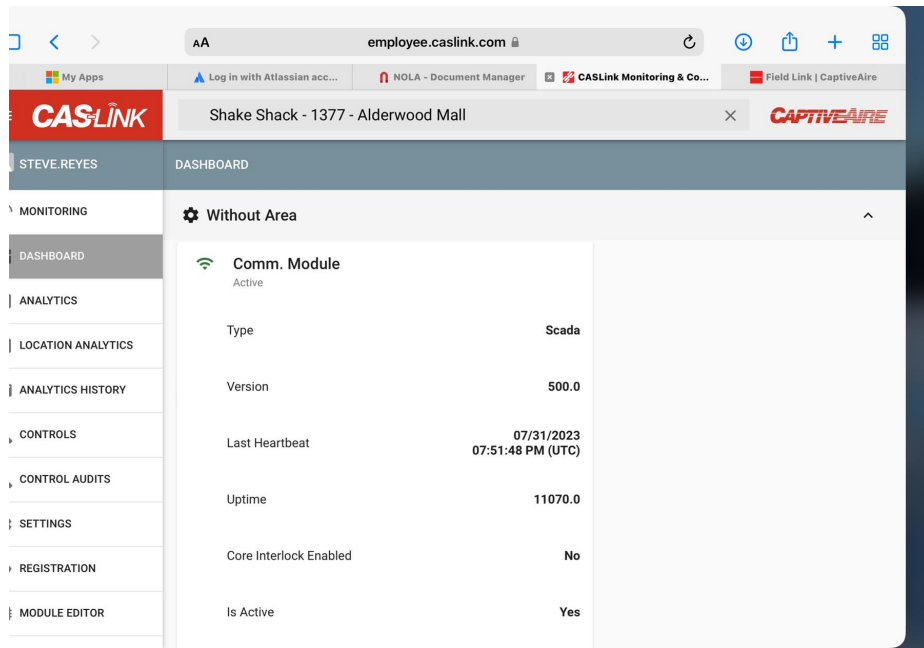 AA employee.caslink.com
My Apps
Log in with Atlassian acc...
NOLA - Document Manager
CASLink Monitoring & Co...
Field Link | CaptiveAire
CASLINK
Shake Shack - 1377 - Alderwood Mall
CAPTIVEAIRE
STEVE.REYES
DASHBOARD
MONITORING
DASHBOARD
ANALYTICS
LOCATION ANALYTICS
ANALYTICS HISTORY
CONTROLS
CONTROL AUDITS
SETTINGS
REGISTRATION
MODULE EDITOR
Without Area
Comm. Module
Active
Type Scada
Version 500.0
Last Heartbeat 07/31/2023
07:51:48 PM (UTC)
Uptime 11070.0
Core Interlock Enabled No
Is Active Yes